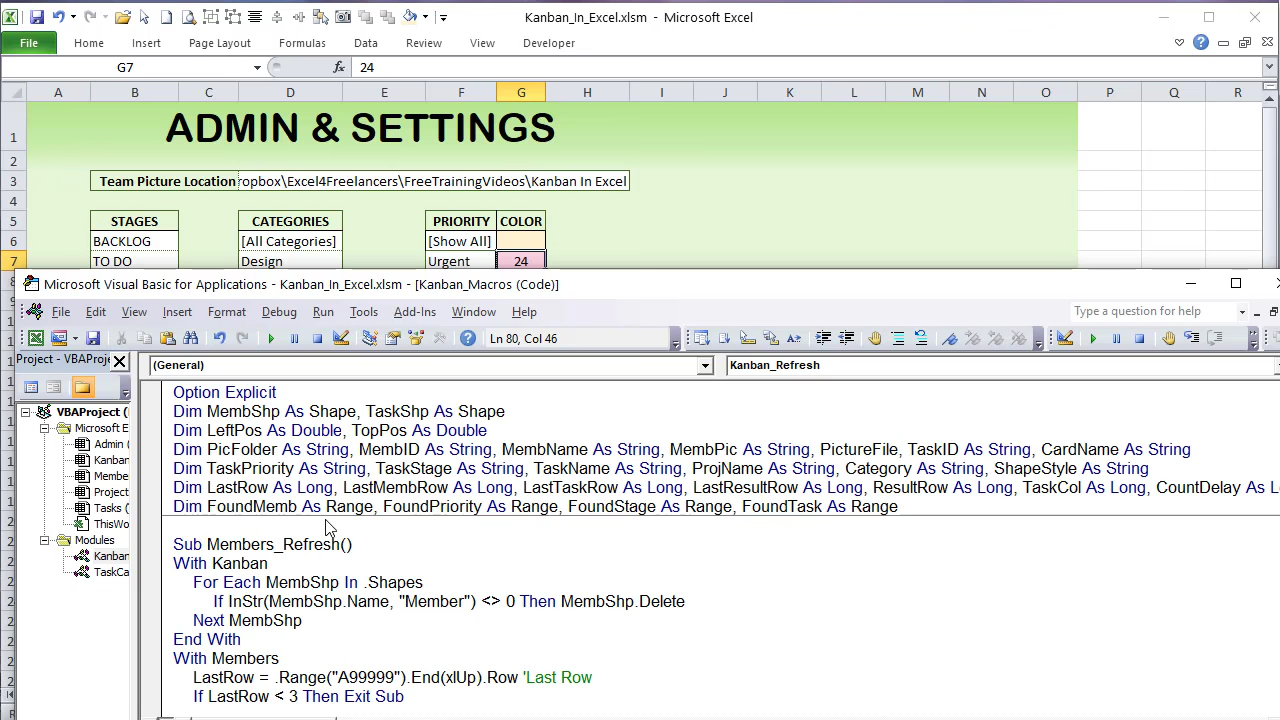 Kanban_In_Excel.xlsm - Microsoft Excel
File Home Insert Page Layout Formulas Data Review View Developer
G7 fx 24
A B C D E F G H I J K L M N O P Q R
1 ADMIN & SETTINGS
2
3 Team Picture Location ropbox\Excel4Freelancers\FreeTrainingVideos\Kanban In Excel
4
5 STAGES CATEGORIES PRIORITY COLOR
6 BACKLOG [All Categories] [Show All]
7 TO DO Design Urgent 24
Microsoft Visual Basic for Applications - Kanban_In_Excel.xlsm - [Kanban_Macros (Code)]
File Edit View Insert Format Debug Run Tools Add-Ins Window Help Type a question for help
Ln 80, Col 46
Project - VBAProje
(General) Kanban_Refresh
VBAProject (
Microsoft E
Admin (
Kanban
Membe
Project
Tasks (
ThisWo
Modules
Kanban
TaskCa
Option Explicit
Dim MembShp As Shape, TaskShp As Shape
Dim LeftPos As Double, TopPos As Double
Dim PicFolder As String, MembID As String, MembName As String, MembPic As String, PictureFile, TaskID As String, CardName As String
Dim TaskPriority As String, TaskStage As String, TaskName As String, ProjName As String, Category As String, ShapeStyle As String
Dim LastRow As Long, LastMembRow As Long, LastTaskRow As Long, LastResultRow As Long, ResultRow As Long, TaskCol As Long, CountDelay As Lo
Dim FoundMemb As Range, FoundPriority As Range, FoundStage As Range, FoundTask As Range
Sub Members_Refresh()
With Kanban
For Each MembShp In .Shapes
If InStr(MembShp.Name, "Member") <> 0 Then MembShp.Delete
Next MembShp
End With
With Members
LastRow = .Range("A99999").End(xlUp).Row 'Last Row
If LastRow < 3 Then Exit Sub